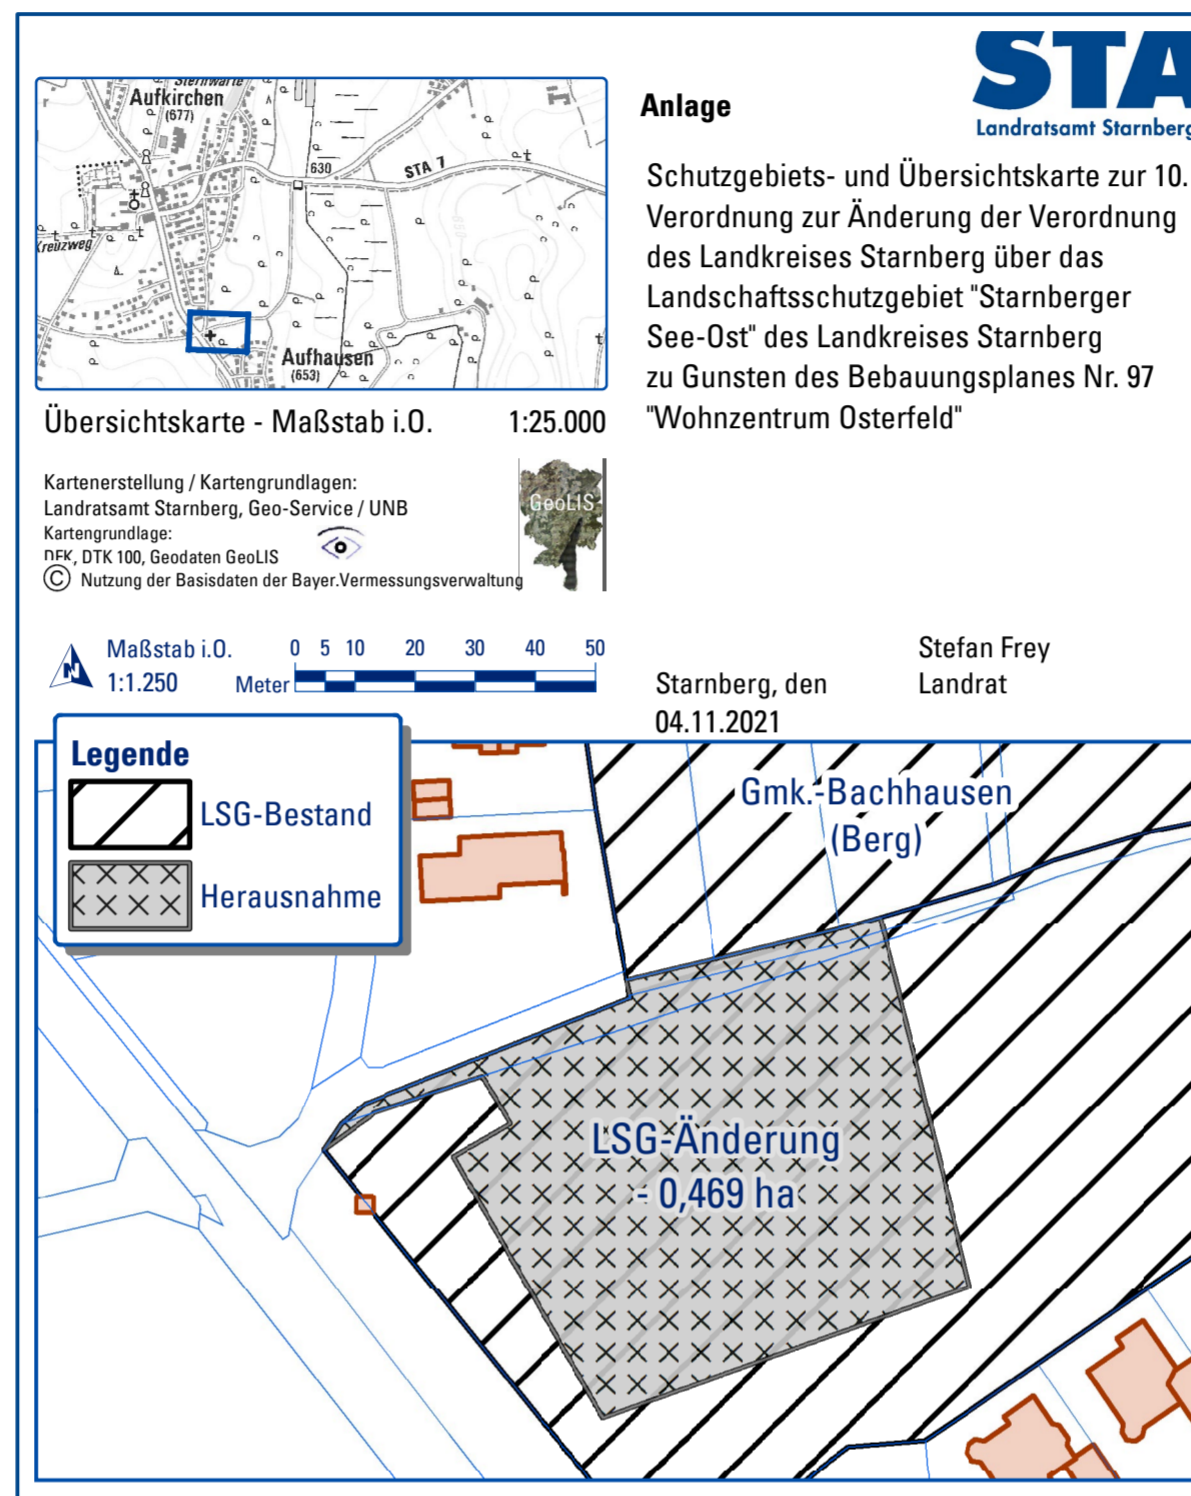 STA
Landratsamt Starnberg
Anlage
Schutzgebiets- und Übersichtskarte zur 10.
Verordnung zur Änderung der Verordnung
des Landkreises Starnberg über das
Landschaftsschutzgebiet "Starnberger
See-Ost" des Landkreises Starnberg
zu Gunsten des Bebauungsplanes Nr. 97
"Wohnzentrum Osterfeld"
Sternwarte
Aufkirchen
(677)
630
STA 7
Kreuzweg
Aufhausen
(653)
Übersichtskarte - Maßstab i.O. 1:25.000
Kartenerstellung / Kartengrundlagen:
Landratsamt Starnberg, Geo-Service / UNB
Kartengrundlage:
DFK, DTK 100, Geodaten GeoLIS
© Nutzung der Basisdaten der Bayer.Vermessungsverwaltung
GeoLIS
N
Maßstab i.O.
1:1.250
0 5 10 20 30 40 50
Meter
Stefan Frey
Landrat
Starnberg, den
04.11.2021
Legende
LSG-Bestand
Herausnahme
Gmk.-Bachhausen
(Berg)
LSG-Änderung
- 0,469 ha